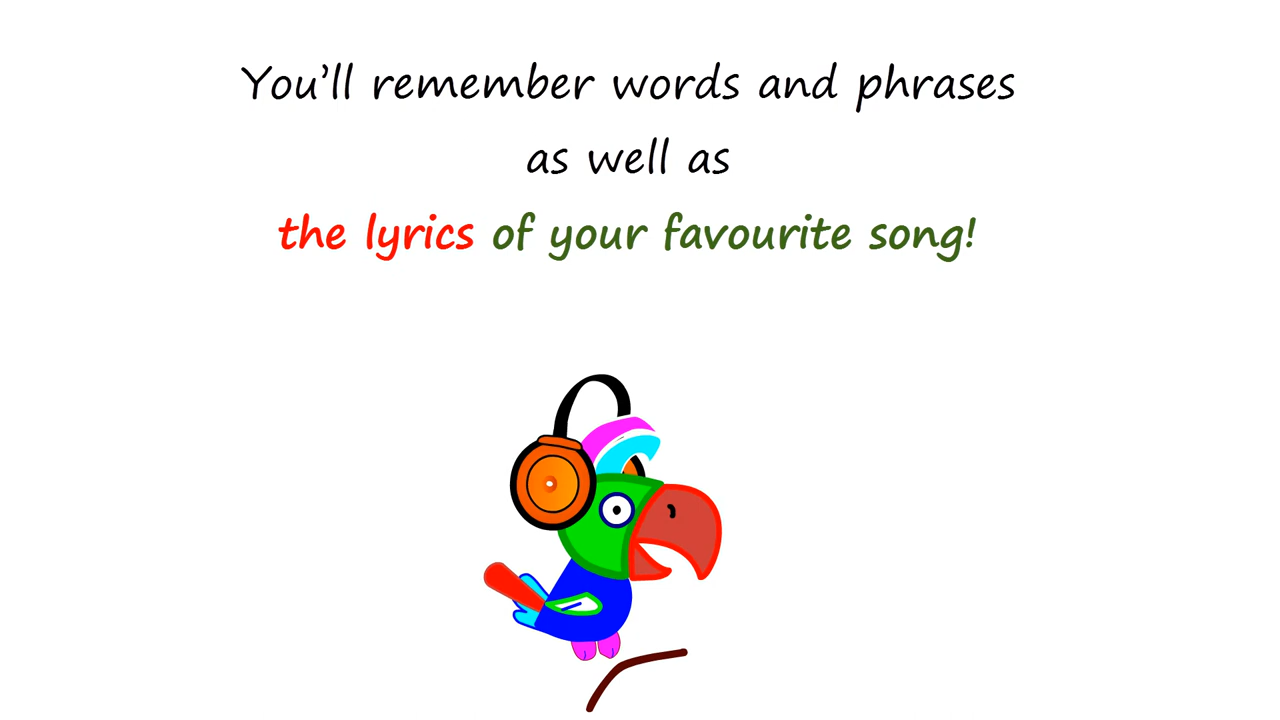 You’ll remember words and phrases
as well as
the lyrics of your favourite song!